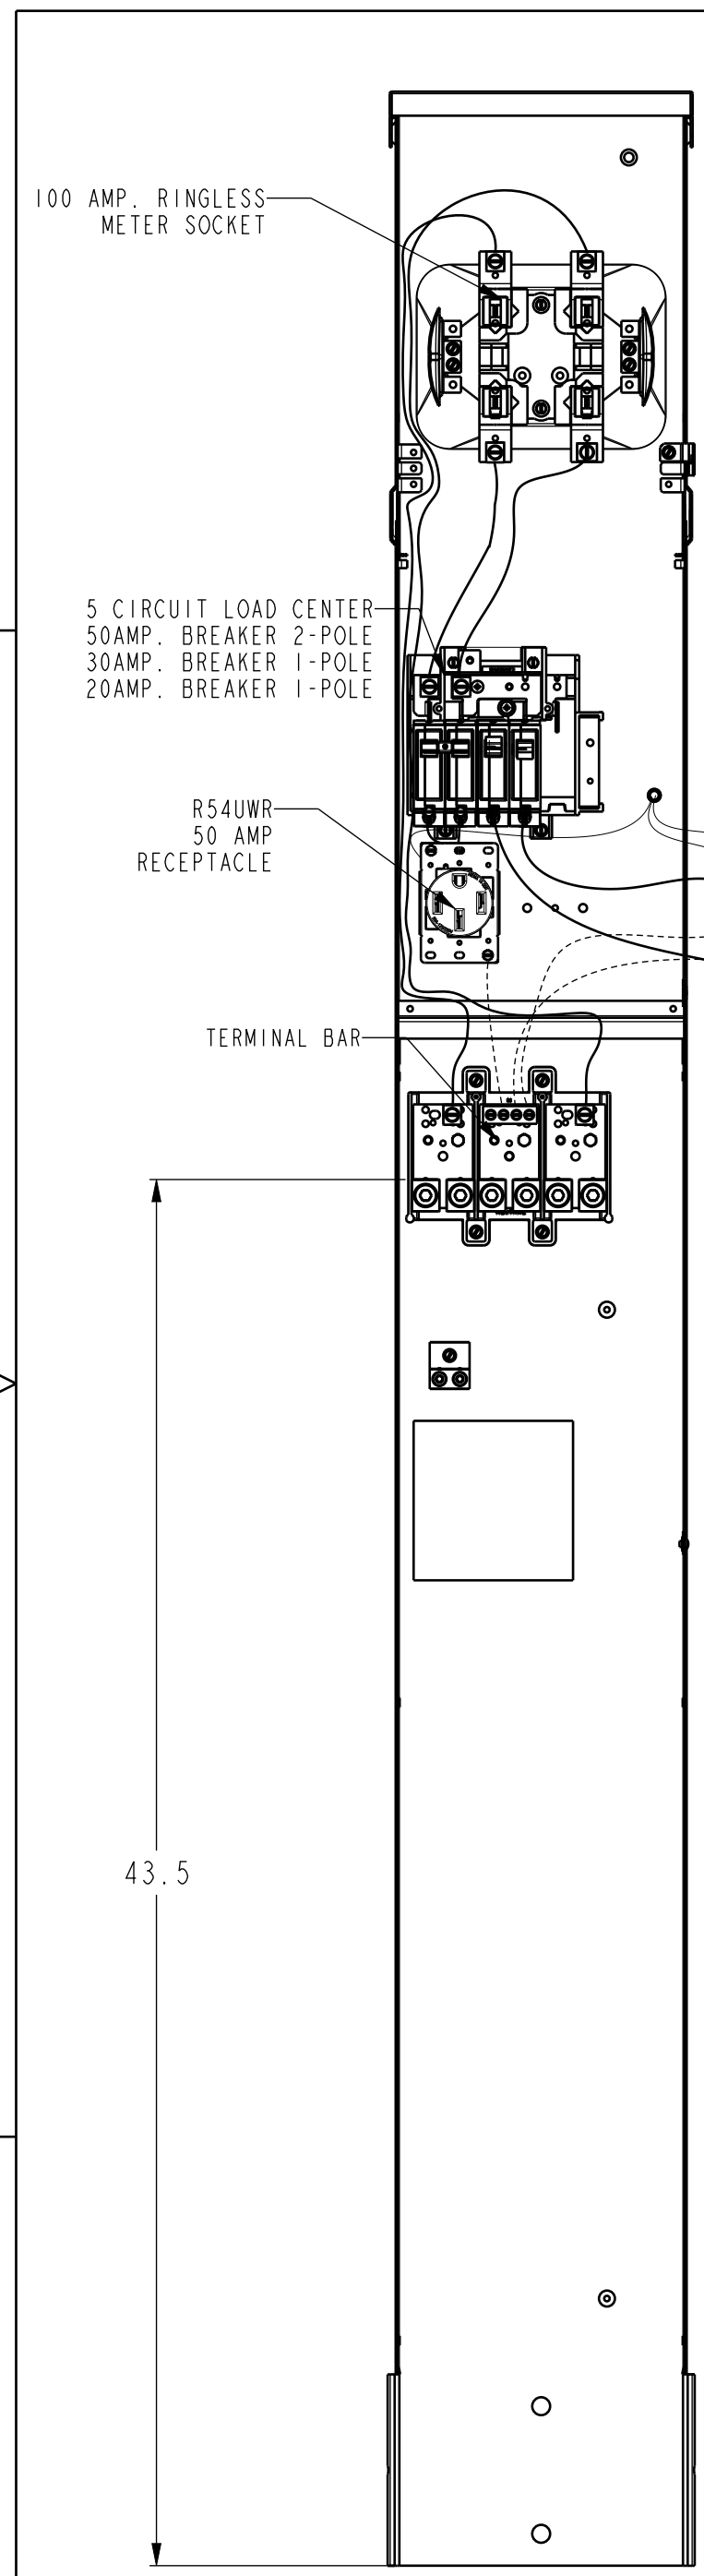 100 AMP. RINGLESS
METER SOCKET
5 CIRCUIT LOAD CENTER
50AMP. BREAKER 2-POLE
30AMP. BREAKER 1-POLE
20AMP. BREAKER 1-POLE
R54UWR
50 AMP
RECEPTACLE
TERMINAL BAR
43.5